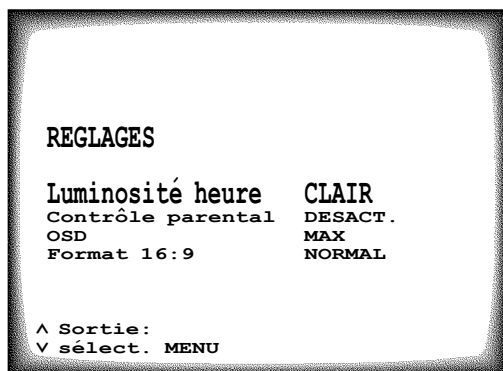 REGLAGES
Luminosité heure CLAIR
Contrôle parental DESACT.
OSD MAX
Format 16:9 NORMAL
∧ Sortie:
∨ sélect. MENU